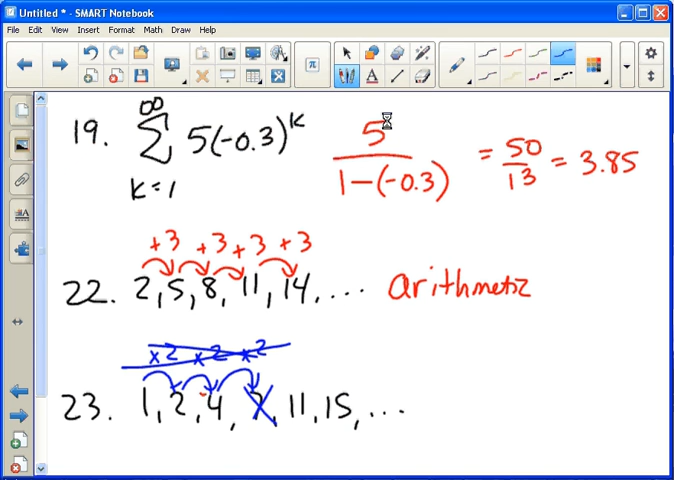 Untitled * - SMART Notebook
File Edit View Insert Format Tools Draw Help
π
A
19. ∞ Σ k=1 5(-0.3)^k 5 / 1-(-0.3) = 50/13 = 3.85
+3 +3 +3 +3
22. 2, 5, 8, 11, 14, ... arithmetic
×2 ×2 ×2
23. 1, 2, 4, 7, 11, 15, ...